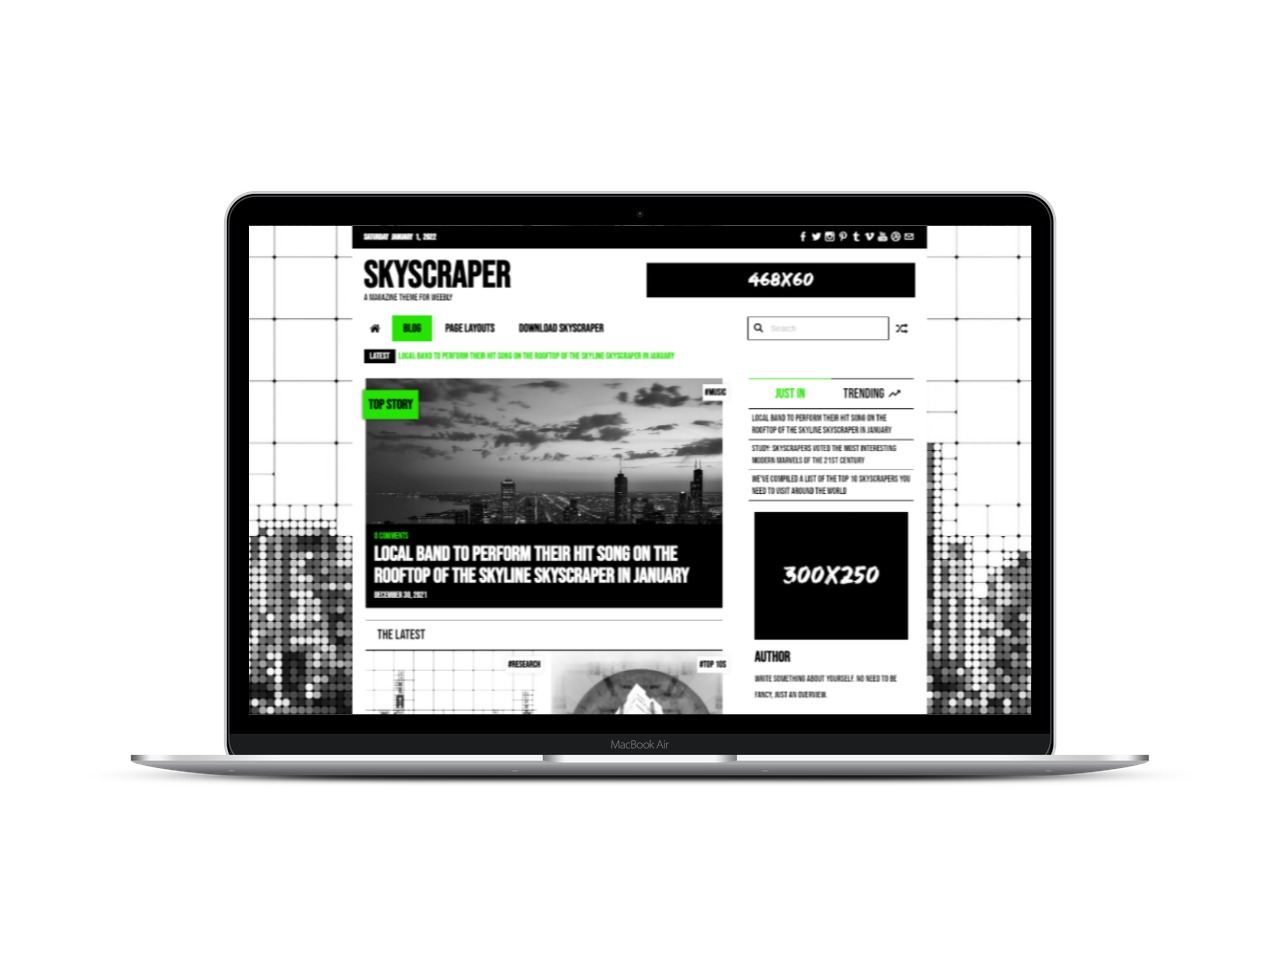 SATURDAY JANUARY 1, 2022
SKYSCRAPER
A MAGAZINE THEME FOR WEEBLY
468X60
BLOG PAGE LAYOUTS DOWNLOAD SKYSCRAPER
Search
LATEST LOCAL BAND TO PERFORM THEIR HIT SONG ON THE ROOFTOP OF THE SKYLINE SKYSCRAPER IN JANUARY
TOP STORY
#MUSIC
0 COMMENTS
LOCAL BAND TO PERFORM THEIR HIT SONG ON THE
ROOFTOP OF THE SKYLINE SKYSCRAPER IN JANUARY
DECEMBER 30, 2021
THE LATEST
#RESEARCH
#TOP 10S
JUST IN TRENDING
LOCAL BAND TO PERFORM THEIR HIT SONG ON THE
ROOFTOP OF THE SKYLINE SKYSCRAPER IN JANUARY
STUDY: SKYSCRAPERS VOTED THE MOST INTERESTING
MODERN MARVELS OF THE 21ST CENTURY
WE'VE COMPILED A LIST OF THE TOP 10 SKYSCRAPERS YOU
NEED TO VISIT AROUND THE WORLD
300X250
AUTHOR
WRITE SOMETHING ABOUT YOURSELF. NO NEED TO BE
FANCY, JUST AN OVERVIEW.
MacBook Air